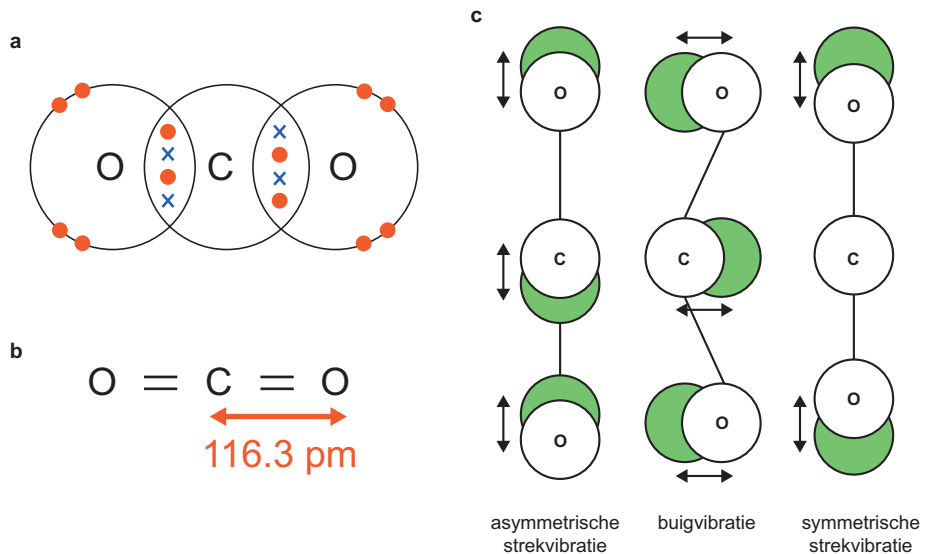 a
O C O
b
O = C = O
116.3 pm
c
O O O
C C C
O O O
asymmetrische
strekvibratie
buigvibratie
symmetrische
strekvibratie